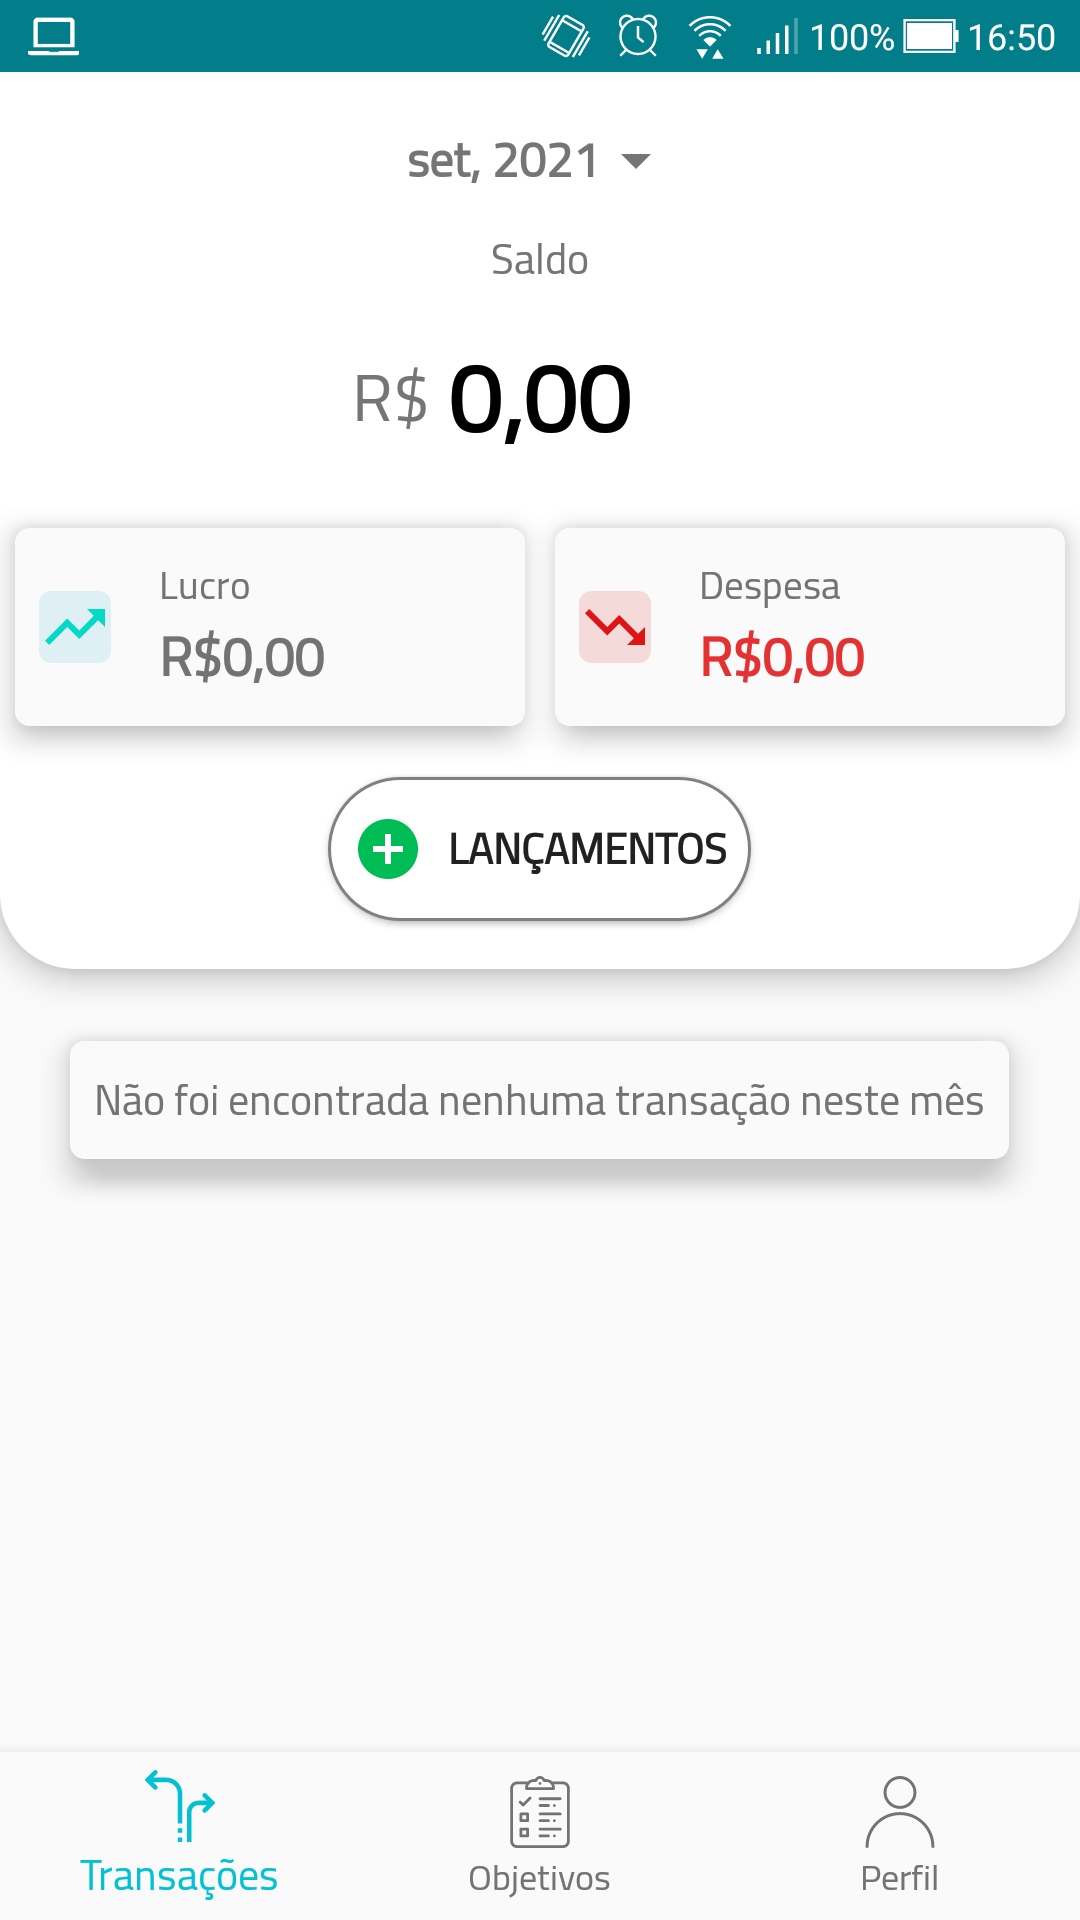 100% 16:50
set, 2021
Saldo
R$ 0,00
Lucro
R$0,00
Despesa
R$0,00
LANÇAMENTOS
Não foi encontrada nenhuma transação neste mês
Transações
Objetivos
Perfil